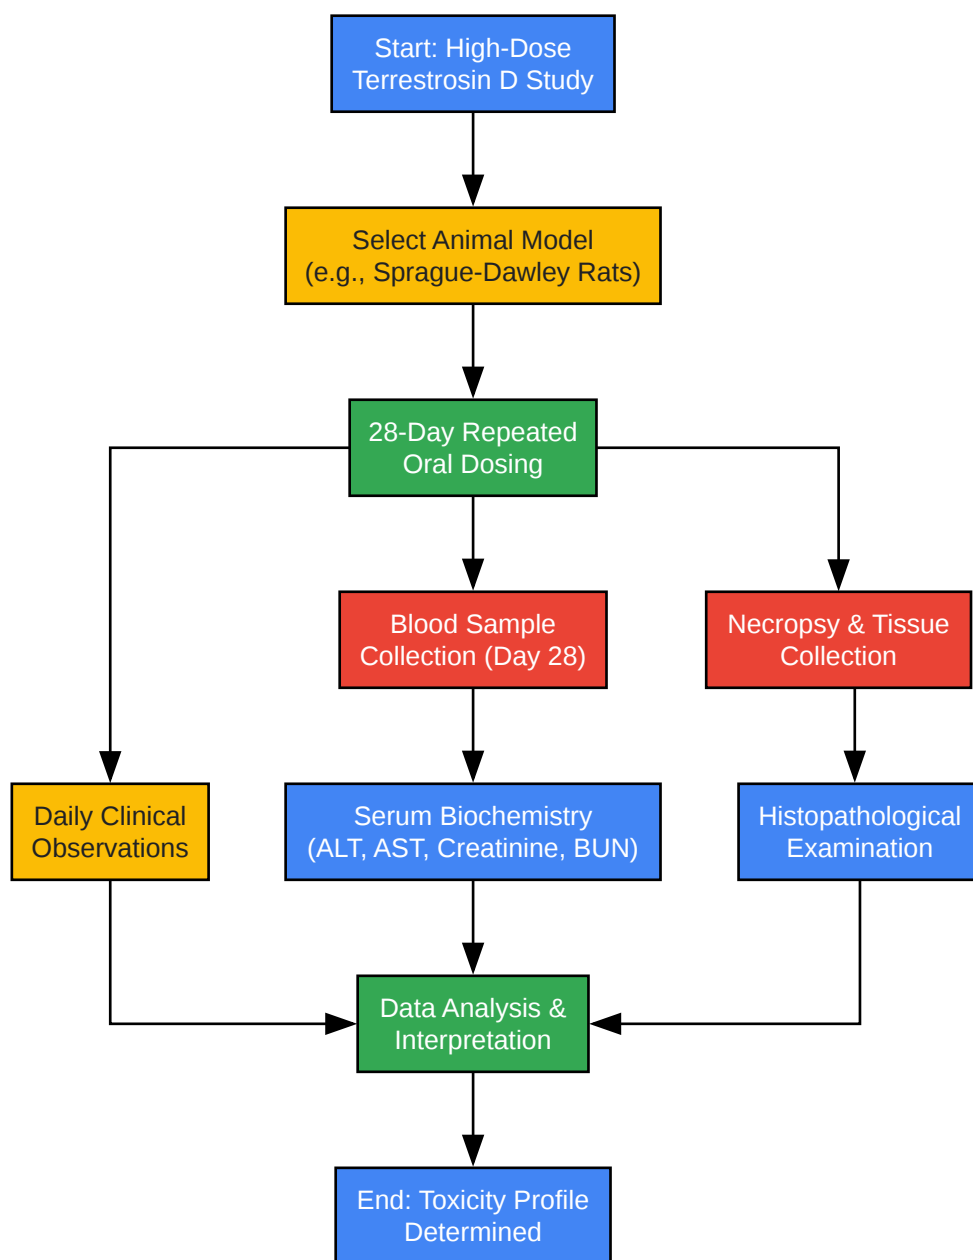 Start: High-Dose
Terrestrosin D Study
Select Animal Model
(e.g., Sprague-Dawley Rats)
28-Day Repeated
Oral Dosing
Blood Sample
Collection (Day 28)
Necropsy & Tissue
Collection
Daily Clinical
Observations
Serum Biochemistry
(ALT, AST, Creatinine, BUN)
Histopathological
Examination
Data Analysis &
Interpretation
End: Toxicity Profile
Determined